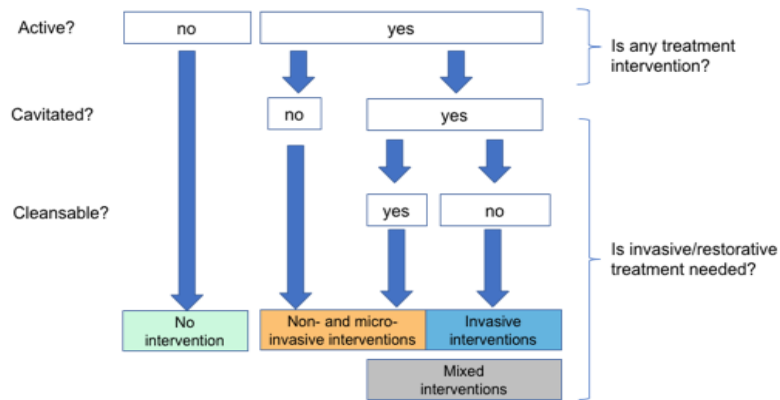 Active?
no
yes
Is any treatment
intervention?
Cavitated?
no
yes
Cleansable?
yes
no
Is invasive/restorative
treatment needed?
No
intervention
Non- and micro-
invasive interventions
Invasive
interventions
Mixed
interventions